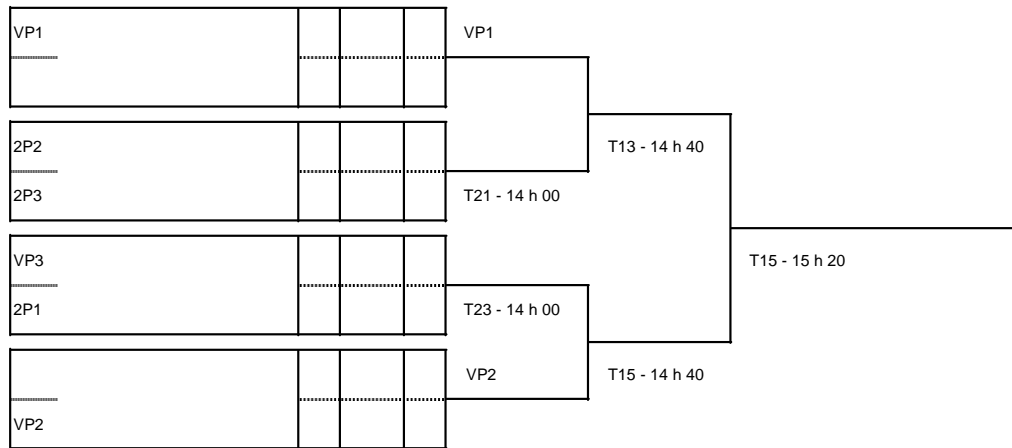 VP1 VP1
2P2 T13 - 14 h 40
2P3 T21 - 14 h 00
VP3 T15 - 15 h 20
2P1 T23 - 14 h 00
VP2 T15 - 14 h 40
VP2